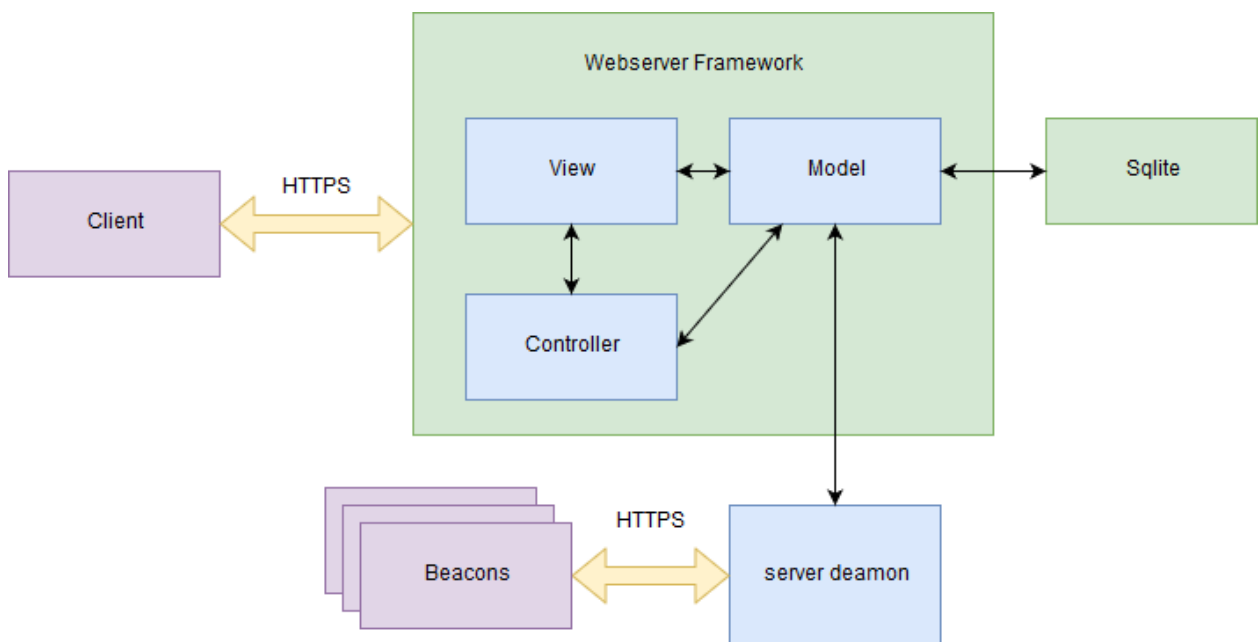 Webserver Framework
View
Model
Sqlite
HTTPS
Client
Controller
HTTPS
Beacons
server deamon